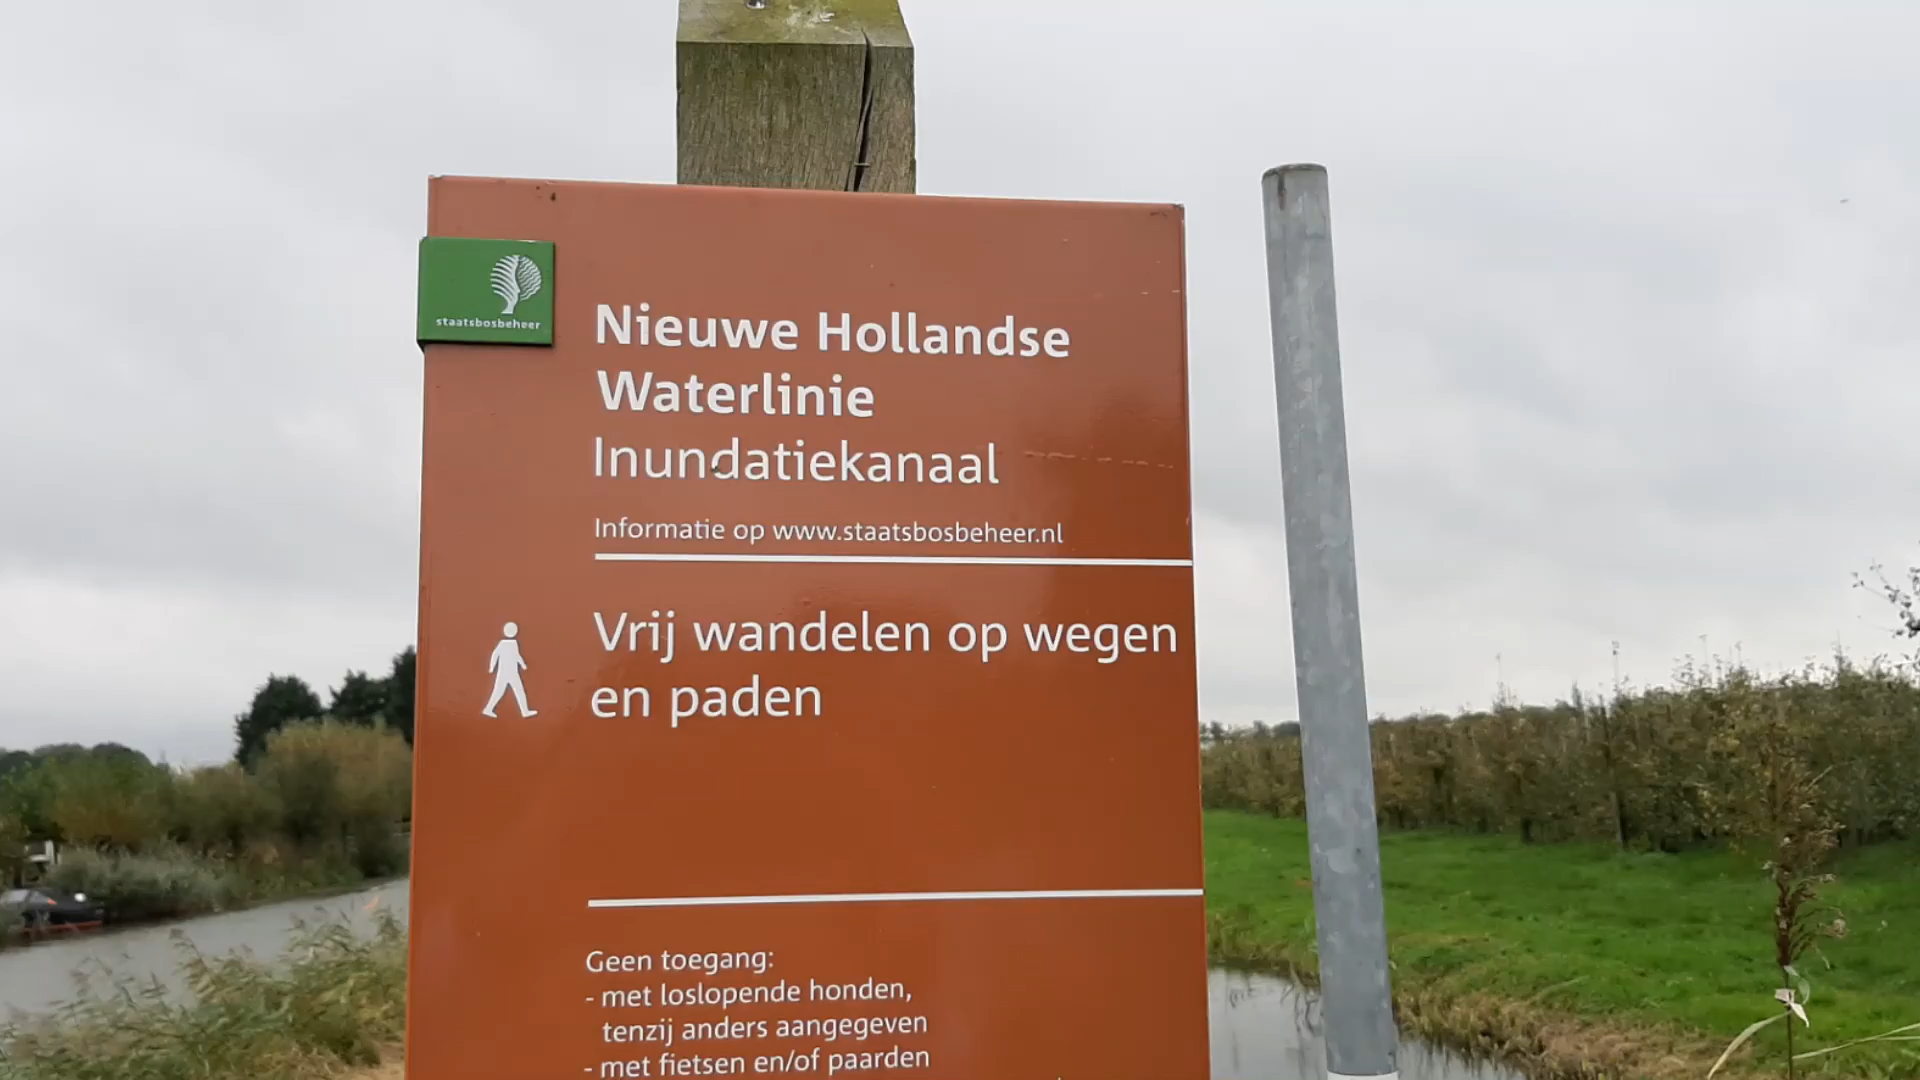 staatsbosbeheer
Nieuwe Hollandse
Waterlinie
Inundatiekanaal
Informatie op www.staatsbosbeheer.nl
Vrij wandelen op wegen
en paden
Geen toegang:
- met loslopende honden,
tenzij anders aangegeven
- met fietsen en/of paarden